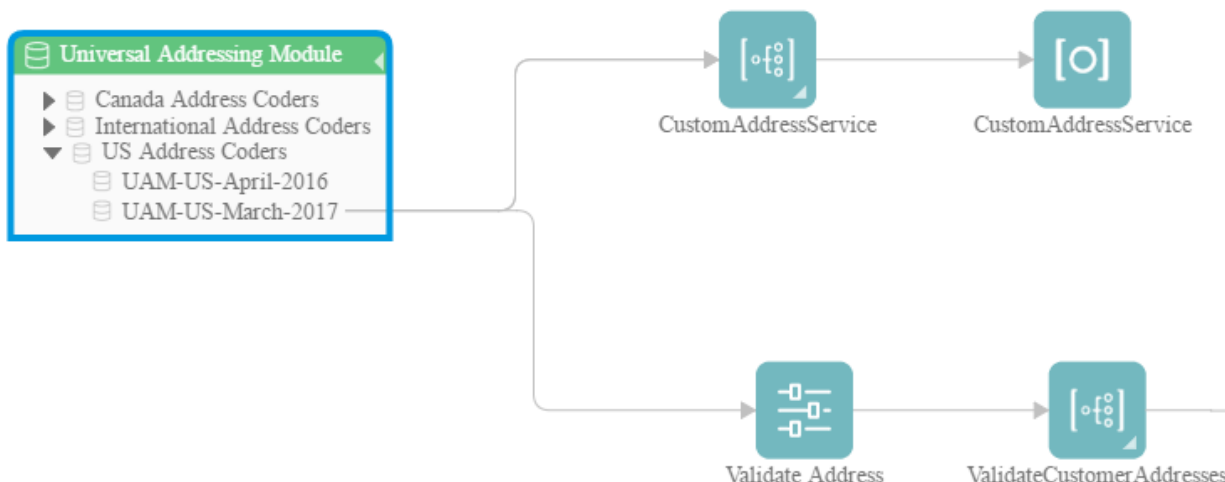 Universal Addressing Module
Canada Address Coders
International Address Coders
US Address Coders
UAM-US-April-2016
UAM-US-March-2017
CustomAddressService
CustomAddressService
Validate Address
ValidateCustomerAddresses